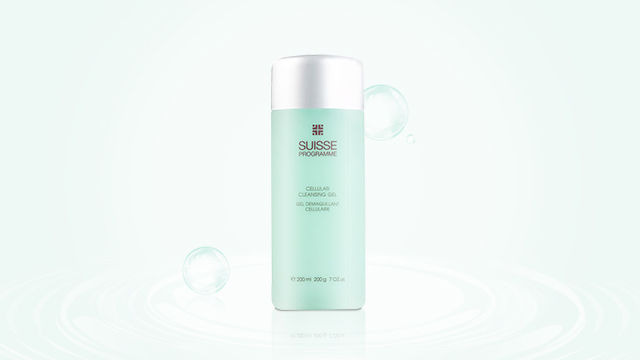 SUISSE
PROGRAMME
CELLULAR
CLEANSING GEL
GEL DÉMAQUILLANT
CELLULAIRE
℮ 200 ml 200 g 7 OZ.wt.